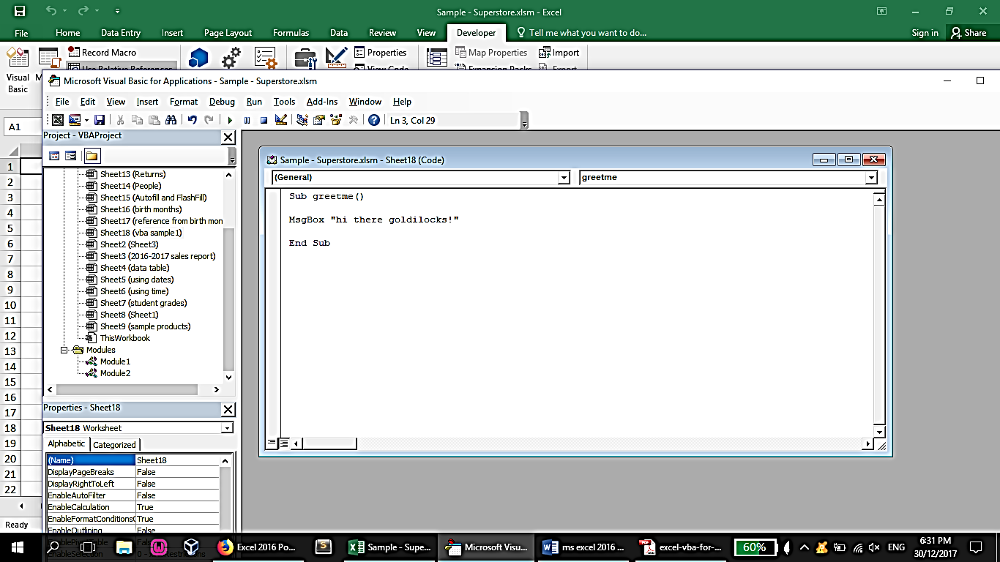 Sample - Superstore.xlsm - Excel
File Home Data Entry Insert Page Layout Formulas Data Review View Developer Tell me what you want to do... Sign in Share
Visual Basic
Record Macro
Use Relative References
Properties
View Code
Map Properties
Expansion Packs
Import
Export
Microsoft Visual Basic for Applications - Sample - Superstore.xlsm
File Edit View Insert Format Debug Run Tools Add-Ins Window Help
Ln 3, Col 29
A1
Project - VBAProject
Sheet13 (Returns)
Sheet14 (People)
Sheet15 (Autofill and FlashFill)
Sheet16 (birth months)
Sheet17 (reference from birth mon
Sheet18 (vba sample1)
Sheet2 (Sheet3)
Sheet3 (2016-2017 sales report)
Sheet4 (data table)
Sheet5 (using dates)
Sheet6 (using time)
Sheet7 (student grades)
Sheet8 (Sheet1)
Sheet9 (sample products)
ThisWorkbook
Modules
Module1
Module2
1
2
3
4
5
6
7
8
9
10
11
12
13
14
15
16
17
18
19
20
21
22
Sample - Superstore.xlsm - Sheet18 (Code)
(General) greetme
Sub greetme()
MsgBox "hi there goldilocks!"
End Sub
Properties - Sheet18
Sheet18 Worksheet
Alphabetic Categorized
(Name) Sheet18
DisplayPageBreaks False
DisplayRightToLeft False
EnableAutoFilter False
EnableCalculation True
EnableFormatConditionsC True
EnableOutlining False
Ready
Excel 2016 Po... Sample - Supe... Microsoft Visu... ms excel 2016 ... excel-vba-for-... 60% ENG
6:31 PM
30/12/2017